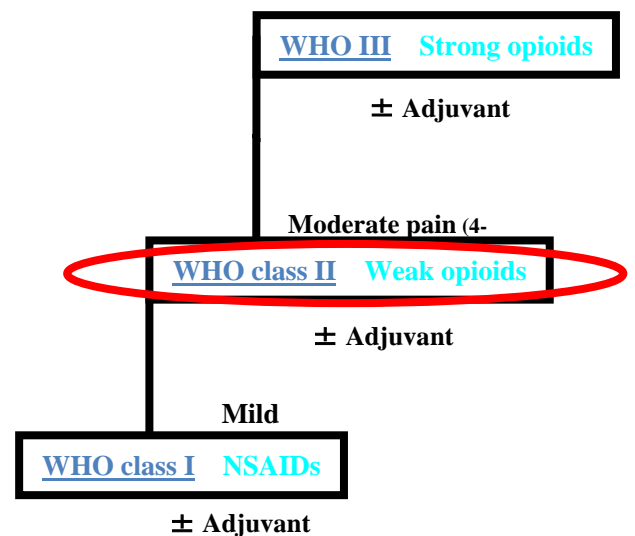 WHO III Strong opioids
± Adjuvant
Moderate pain (4-
WHO class II Weak opioids
± Adjuvant
Mild
WHO class I NSAIDs
± Adjuvant